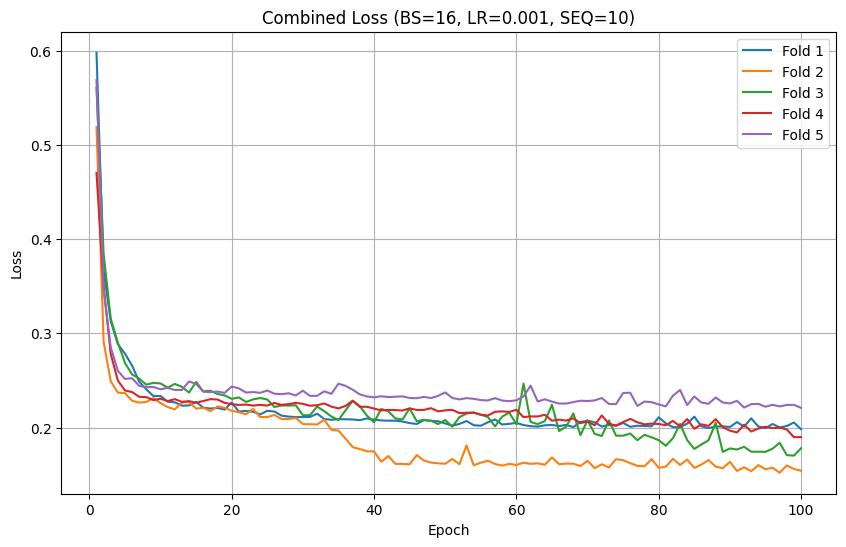 Combined Loss (BS=16, LR=0.001, SEQ=10)
0.6
0.5
0.4
0.3
0.2
Loss
Fold 1
Fold 2
Fold 3
Fold 4
Fold 5
0 20 40 60 80 100
Epoch